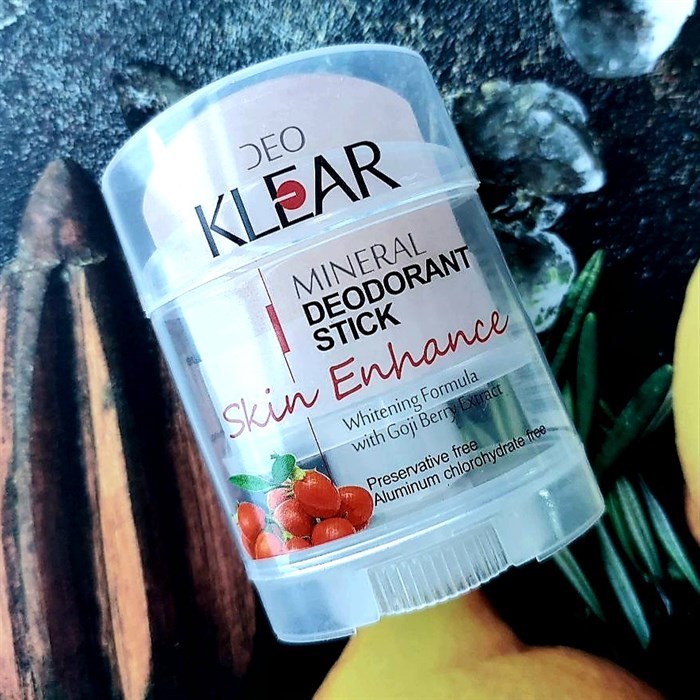 DEO
KLEAR
MINERAL
DEODORANT
STICK
Skin Enhance
Whitening Formula
with Goji Berry Extract
Preservative free
Aluminum chlorohydrate free